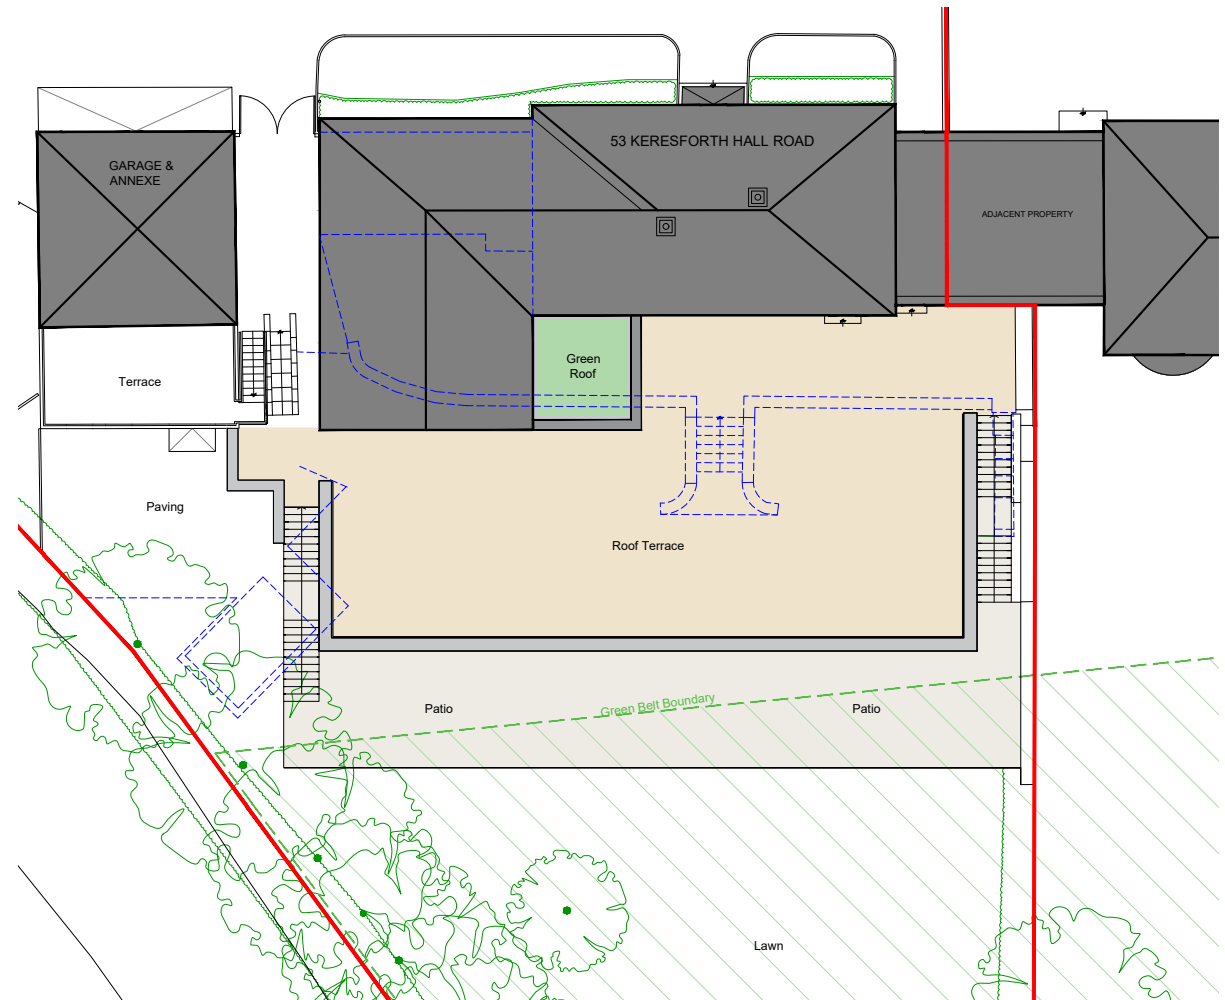 53 KERESFORTH HALL ROAD
GARAGE &
ANNEXE
ADJACENT PROPERTY
Green
Roof
Terrace
Paving
Roof Terrace
Green Belt Boundary
Patio
Patio
Lawn